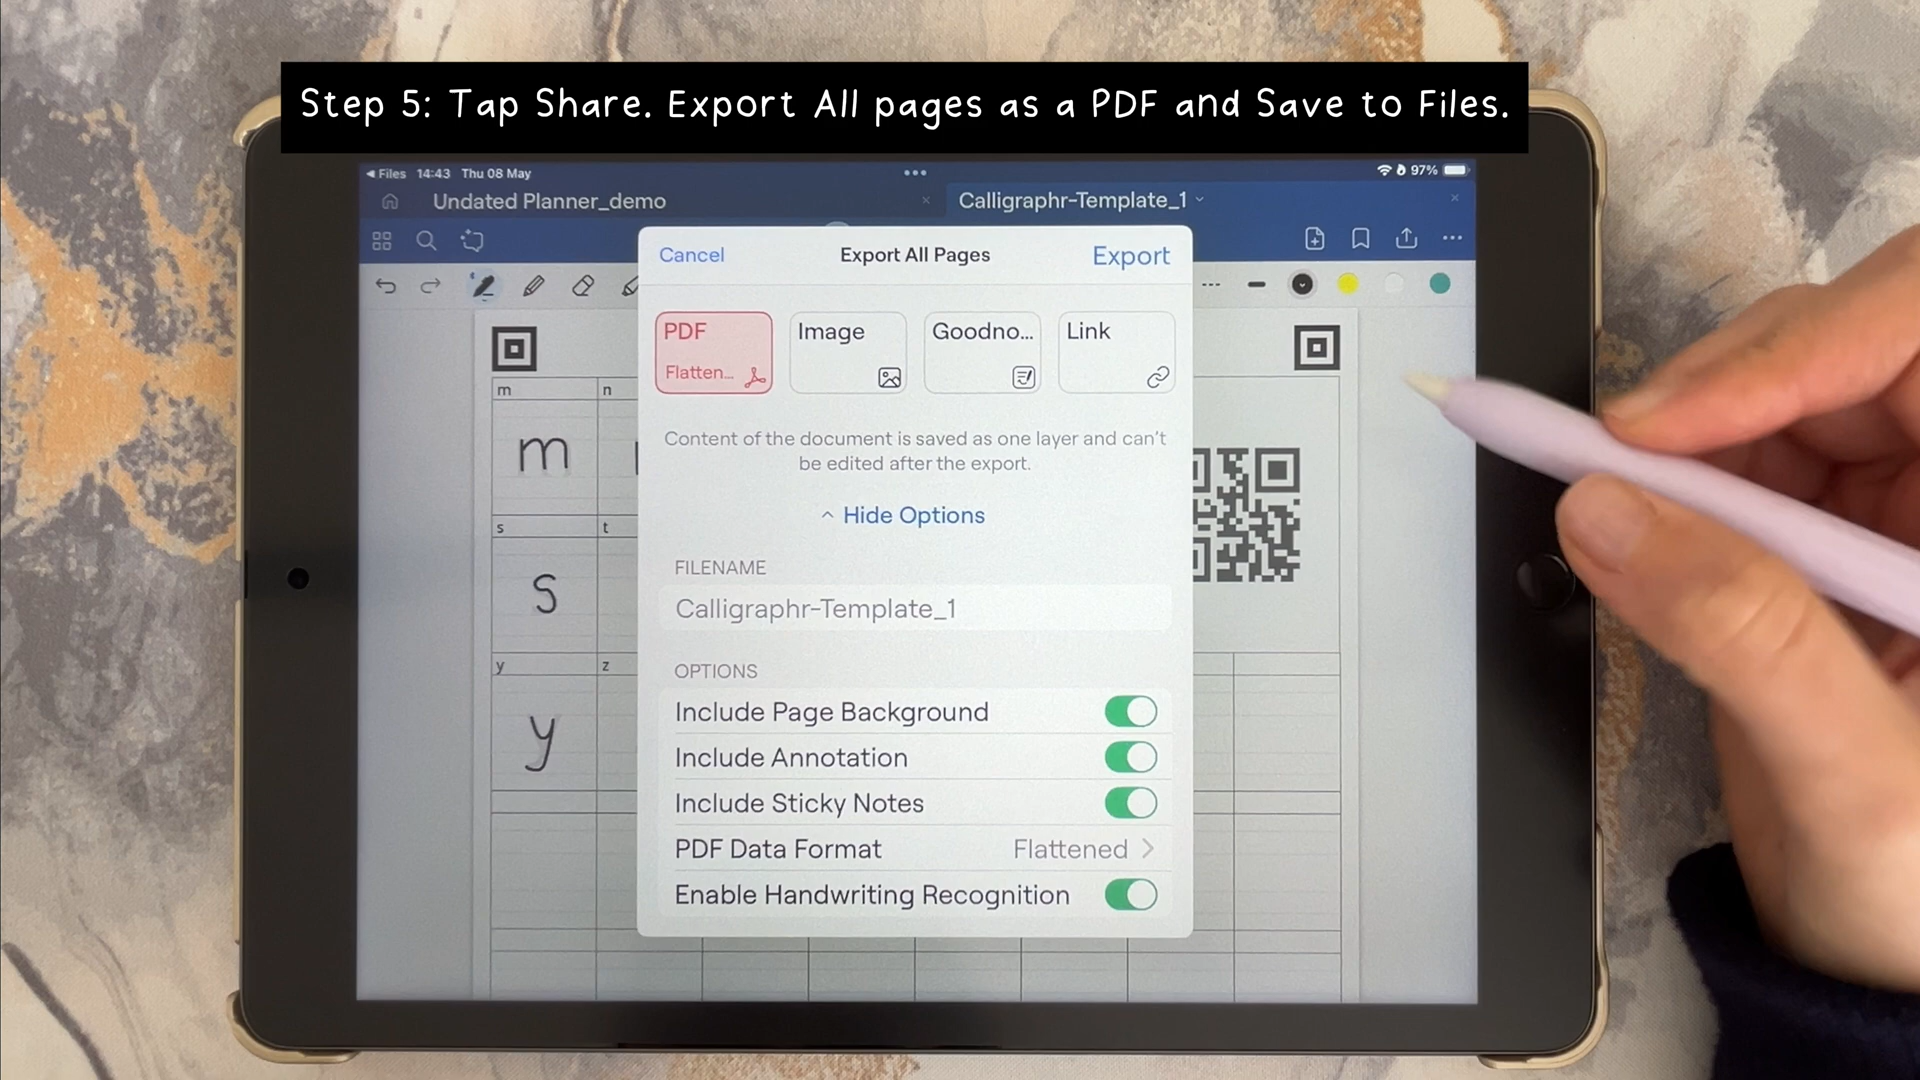 Step 5: Tap Share. Export All pages as a PDF and Save to Files.
Files 14:43 Thu 08 May
97%
Undated Planner_demo
Calligraphr-Template_1
Cancel
Export All Pages
Export
PDF
Flatten...
Image
Goodno...
Link
m n
m
Content of the document is saved as one layer and can't
be edited after the export.
Hide Options
s t
s
FILENAME
Calligraphr-Template_1
y z
y
OPTIONS
Include Page Background
Include Annotation
Include Sticky Notes
PDF Data Format Flattened
Enable Handwriting Recognition